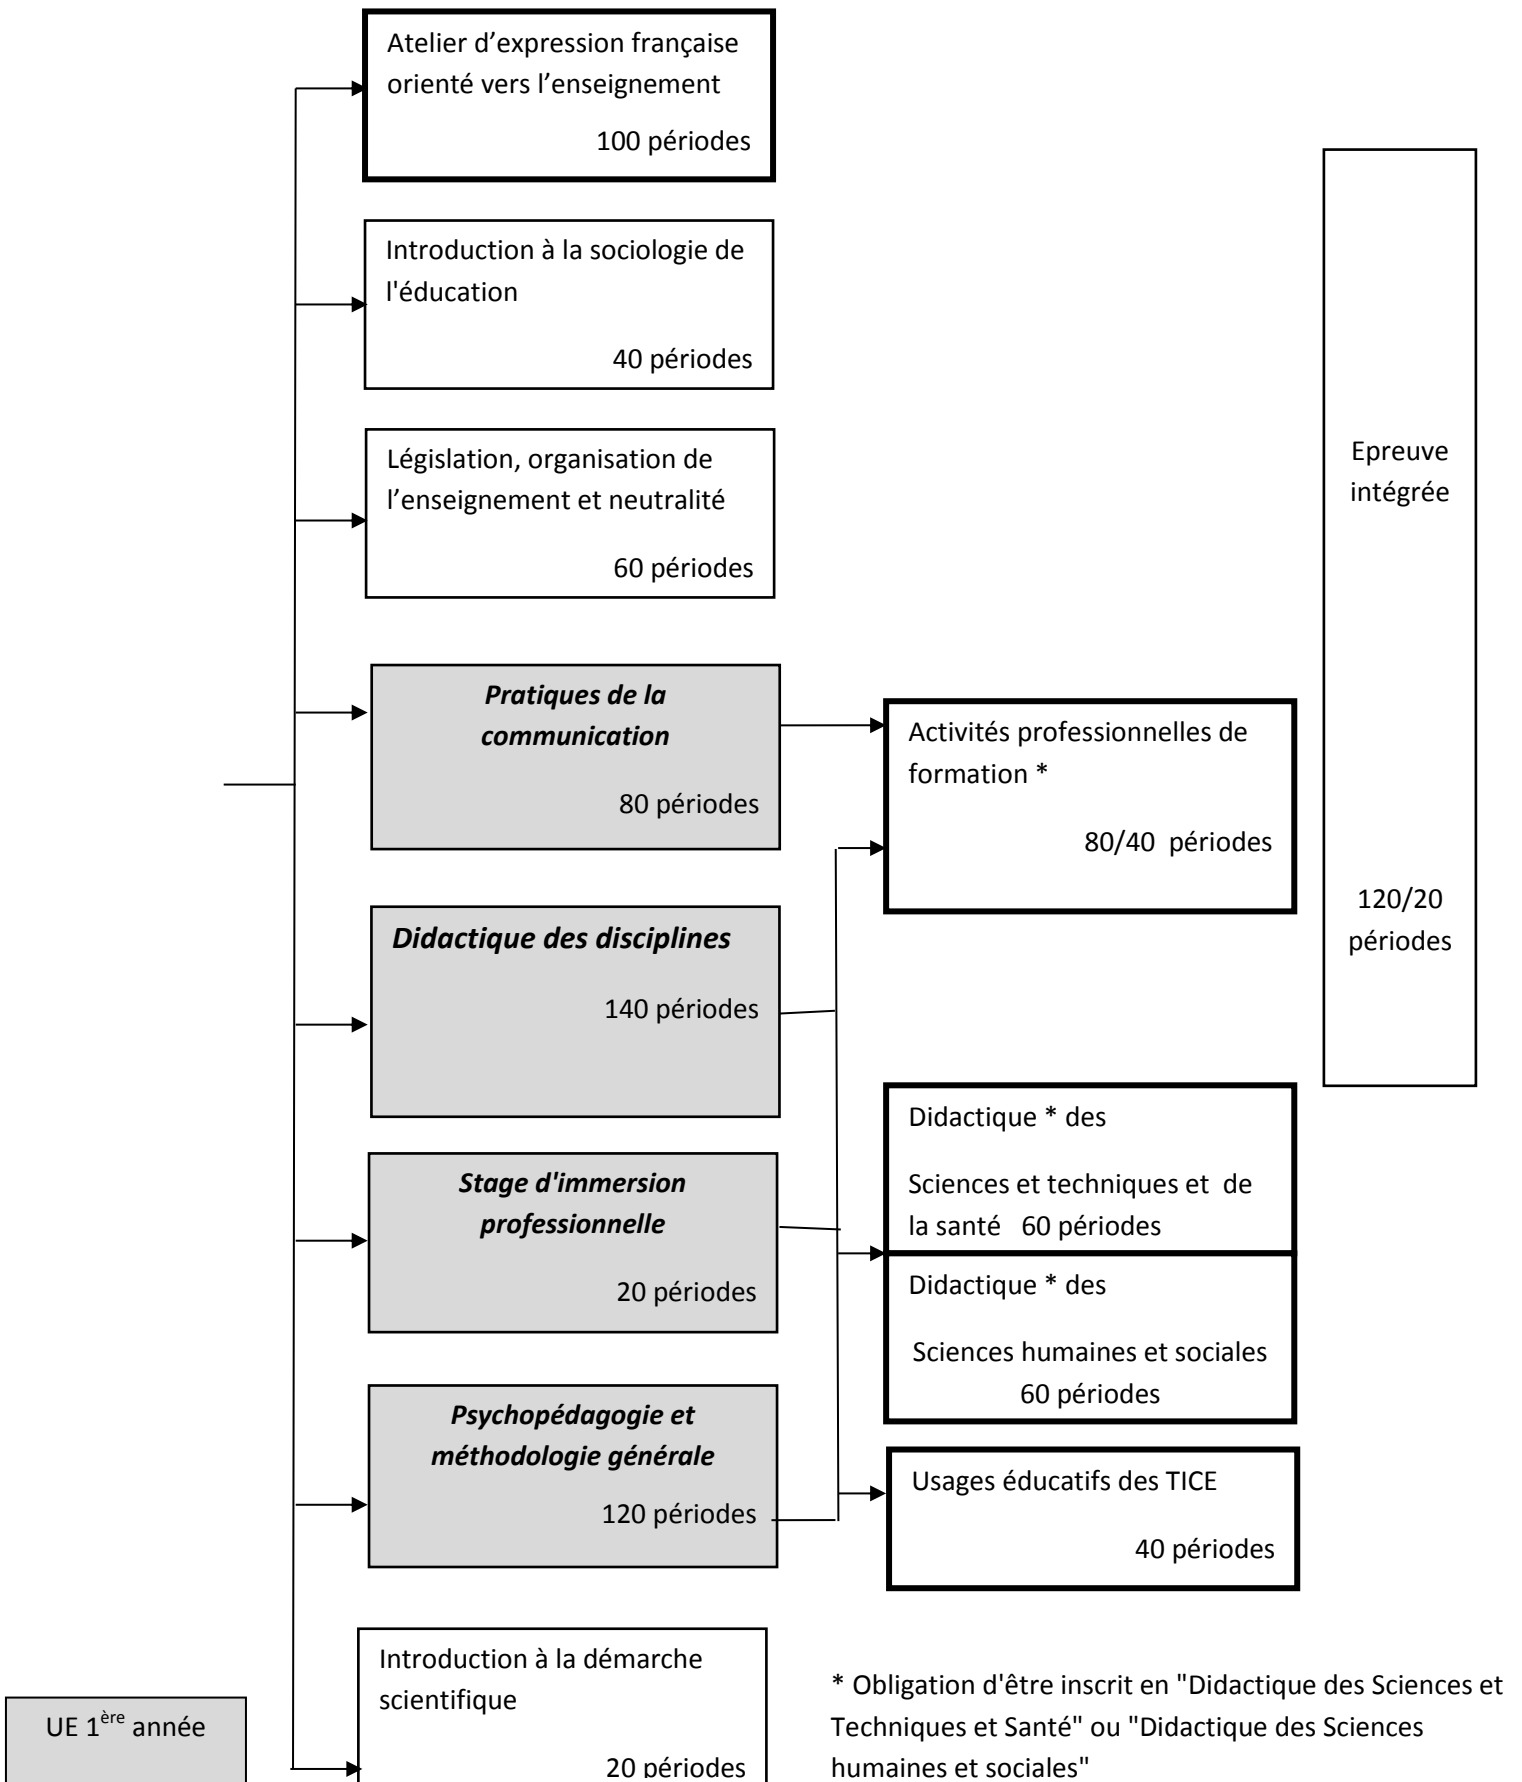 Atelier d’expression française
orienté vers l’enseignement
100 périodes
Introduction à la sociologie de
l'éducation
40 périodes
Législation, organisation de
l’enseignement et neutralité
60 périodes
Pratiques de la
communication
80 périodes
Didactique des disciplines
140 périodes
Stage d'immersion
professionnelle
20 périodes
Psychopédagogie et
méthodologie générale
120 périodes
Introduction à la démarche
scientifique
20 périodes
Activités professionnelles de
formation *
80/40 périodes
Didactique * des
Sciences et techniques et de
la santé 60 périodes
Didactique * des
Sciences humaines et sociales
60 périodes
Usages éducatifs des TICE
40 périodes
Epreuve
intégrée
120/20
périodes
UE 1ère année
* Obligation d'être inscrit en "Didactique des Sciences et
Techniques et Santé" ou "Didactique des Sciences
humaines et sociales"